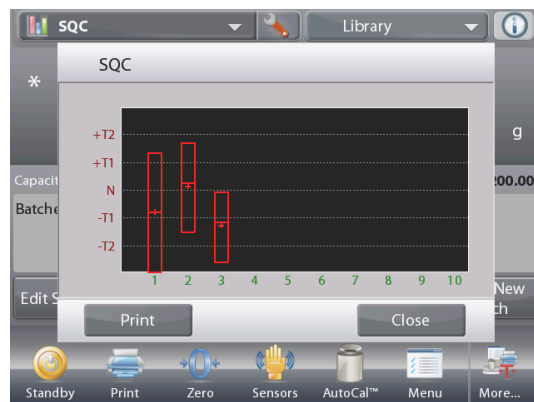 SQC
Library
SQC
*
g
+T2
+T1
N
-T1
-T2
1 2 3 4 5 6 7 8 9 10
Capacit
200.00
Batche
Edit S
New
ch
Print
Close
Standby
Print
Zero
Sensors
AutoCal™
Menu
More...